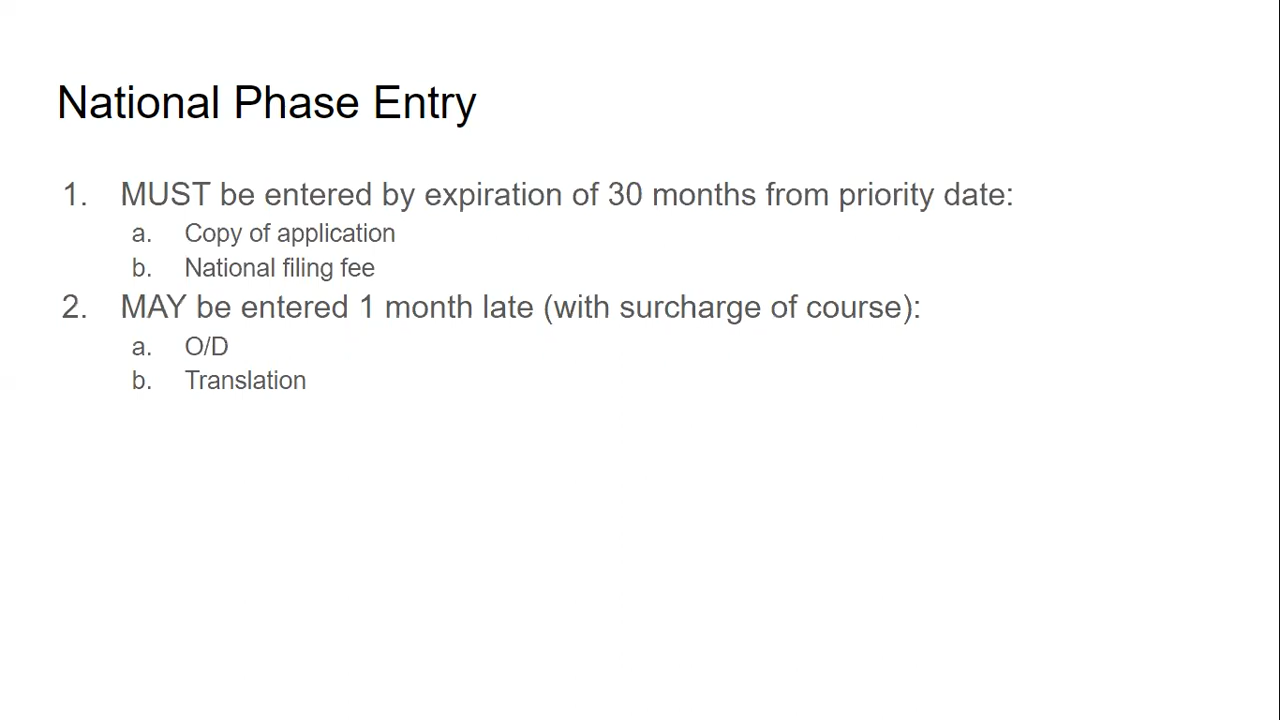 National Phase Entry
1. MUST be entered by expiration of 30 months from priority date:
a. Copy of application
b. National filing fee
2. MAY be entered 1 month late (with surcharge of course):
a. O/D
b. Translation